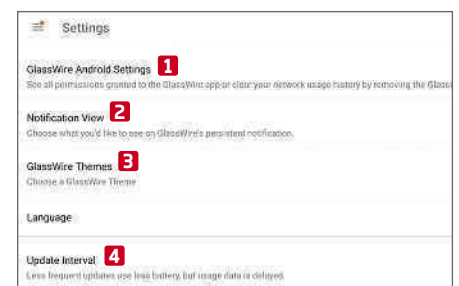 Settings
GlassWire Android Settings 1
See all permissions granted to the GlassWire app or clear your network usage history by removing the Glass
Notification View 2
Choose what you'd like to see on GlassWire's persistent notification.
GlassWire Themes 3
Choose a GlassWire Theme
Language
Update Interval 4
Less frequent updates use less battery, but usage data is delayed.